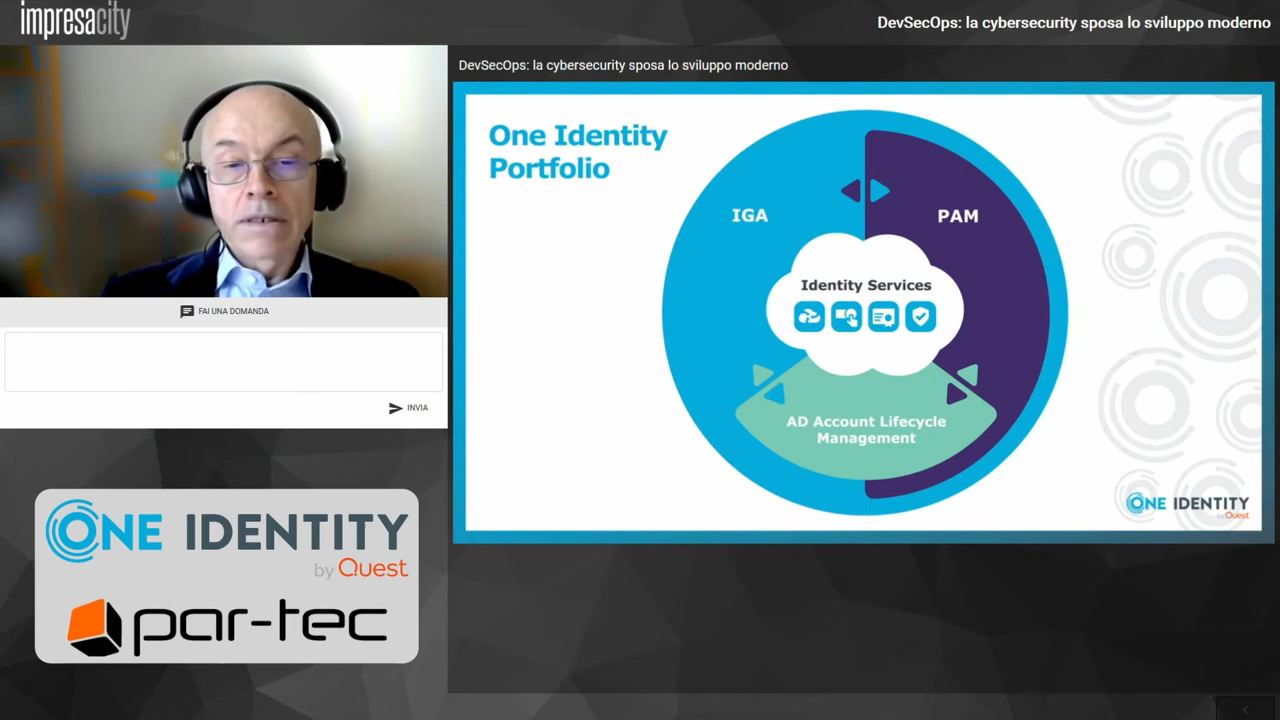 impresacity
DevSecOps: la cybersecurity sposa lo sviluppo moderno
DevSecOps: la cybersecurity sposa lo sviluppo moderno
One Identity
Portfolio
IGA
PAM
Identity Services
AD Account Lifecycle
Management
ONE IDENTITY
by Quest
FAI UNA DOMANDA
INVIA
ONE IDENTITY
by Quest
par-tec